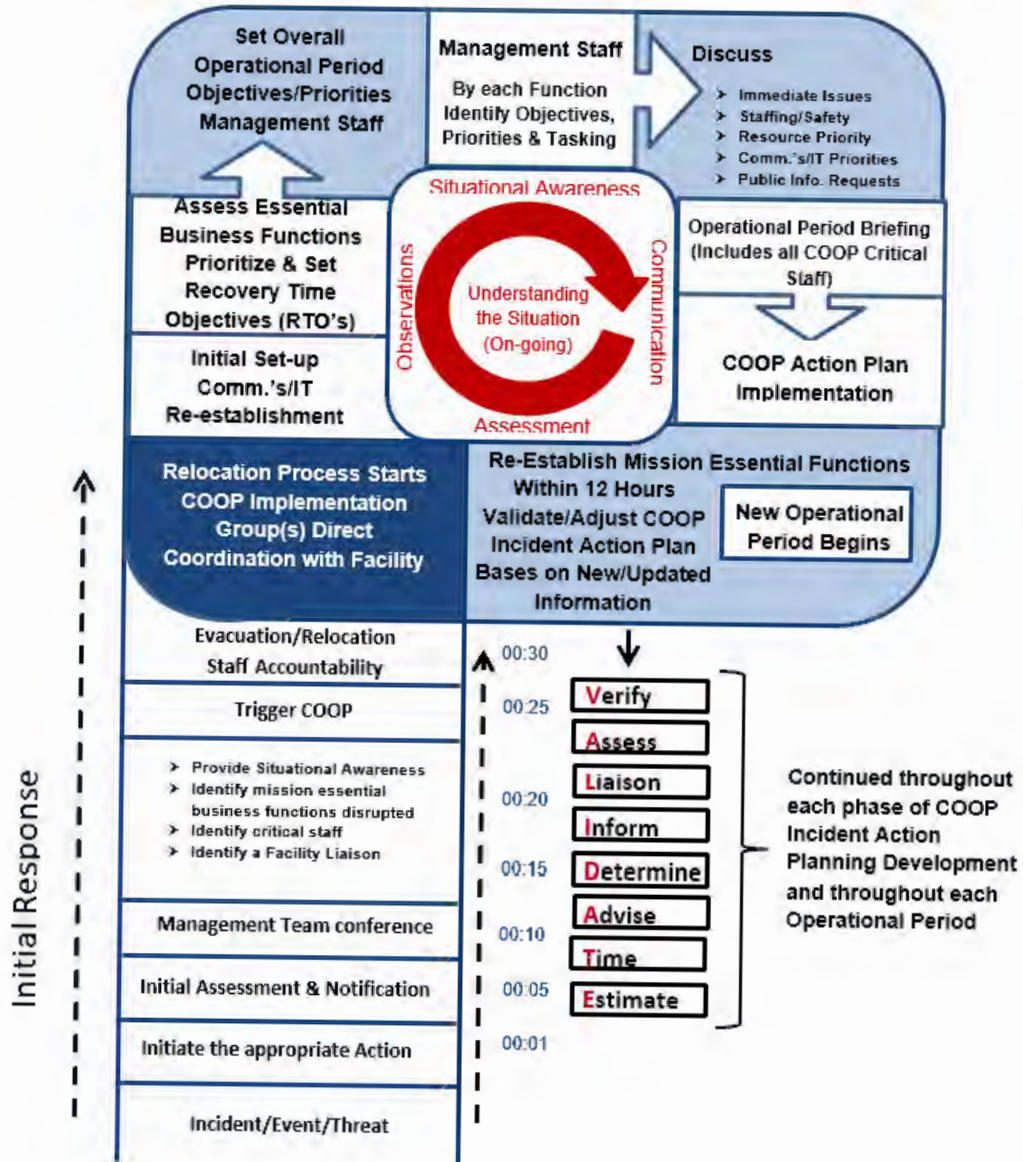 Set Overall
Operational Period
Objectives/Priorities
Management Staff
Management Staff
By each Function
Identify Objectives,
Priorities & Tasking
Discuss
➢ Immediate Issues
➢ Staffing/Safety
➢ Resource Priority
➢ Comm.'s/IT Priorities
➢ Public Info. Requests
Assess Essential
Business Functions
Prioritize & Set
Recovery Time
Objectives (RTO's)
Initial Set-up
Comm.'s/IT
Re-establishment
Situational Awareness
Observations
Understanding
the Situation
(On-going)
Communication
Assessment
Operational Period Briefing
(Includes all COOP Critical
Staff)
COOP Action Plan
Implementation
Relocation Process Starts
COOP Implementation
Group(s) Direct
Coordination with Facility
Re-Establish Mission Essential Functions
Within 12 Hours
Validate/Adjust COOP
Incident Action Plan
Bases on New/Updated
Information
New Operational
Period Begins
Initial Response
Evacuation/Relocation
Staff Accountability
Trigger COOP
➢ Provide Situational Awareness
➢ Identify mission essential
business functions disrupted
➢ Identify critical staff
➢ Identify a Facility Liaison
Management Team conference
Initial Assessment & Notification
Initiate the appropriate Action
Incident/Event/Threat
00:30
00:25
00:20
00:15
00:10
00:05
00:01
Verify
Assess
Liaison
Inform
Determine
Advise
Time
Estimate
Continued throughout
each phase of COOP
Incident Action
Planning Development
and throughout each
Operational Period